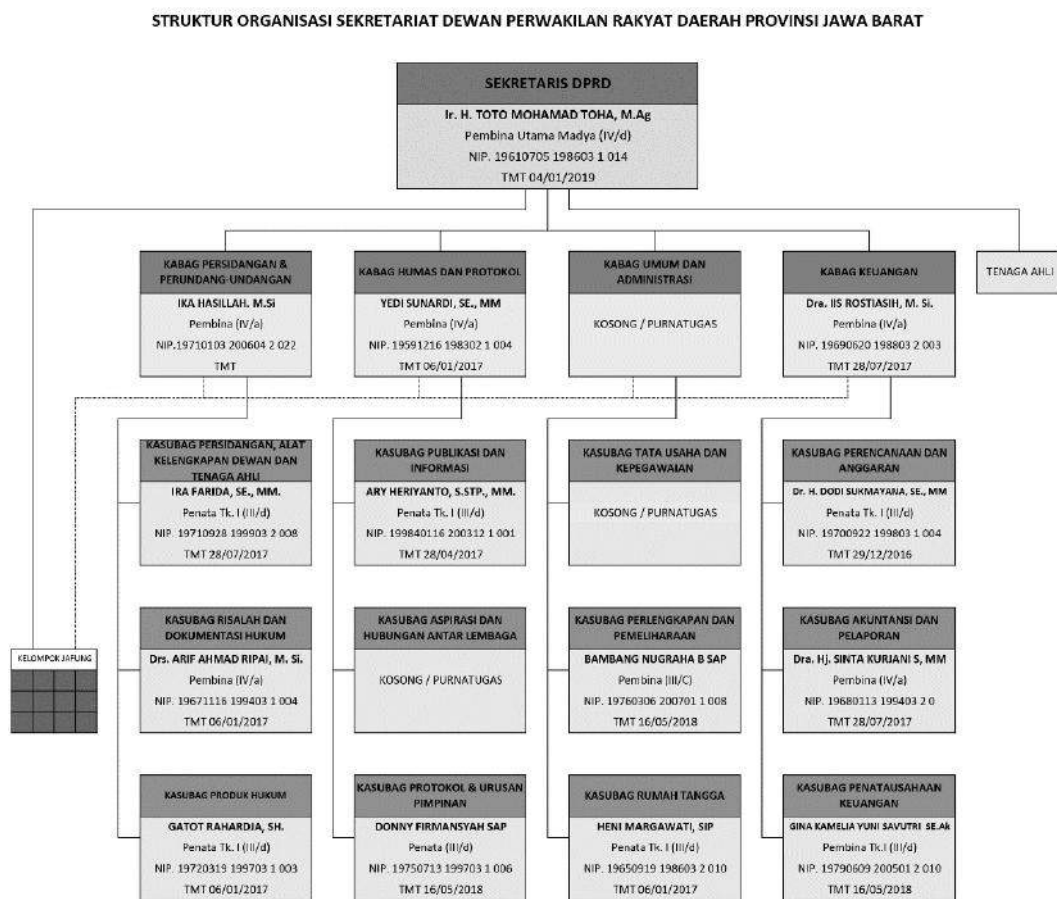 STRUKTUR ORGANISASI SEKRETARIAT DEWAN PERWAKILAN RAKYAT DAERAH PROVINSI JAWA BARAT
SEKRETARIS DPRD
Ir. H. TOTO MOHAMAD TOHA, M.Ag
Pembina Utama Madya (IV/d)
NIP. 19610705 198603 1 014
TMT 04/01/2019
KABAG PERSIDANGAN &
PERUNDANG-UNDANGAN
IKA HASILLAH. M.Si
Pembina (IV/a)
NIP.19710103 200604 2 022
TMT
KABAG HUMAS DAN PROTOKOL
YEDI SUNARDI, SE., MM
Pembina (IV/a)
NIP. 19591216 198302 1 004
TMT 06/01/2017
KABAG UMUM DAN
ADMINISTRASI
KOSONG / PURNATUGAS
KABAG KEUANGAN
Dra. IIS ROSTIASIH, M. Si.
Pembina (IV/a)
NIP. 19690620 198803 2 003
TMT 28/07/2017
TENAGA AHLI
KASUBAG PERSIDANGAN, ALAT
KELENGKAPAN DEWAN DAN
TENAGA AHLI
IRA FARIDA, SE., MM.
Penata Tk. I (III/d)
NIP. 19710928 199903 2 008
TMT 28/07/2017
KASUBAG PUBLIKASI DAN
INFORMASI
ARY HERIYANTO, S.STP., MM.
Penata Tk. I (III/d)
NIP. 199840116 200312 1 001
TMT 28/04/2017
KASUBAG TATA USAHA DAN
KEPEGAWAIAN
KOSONG / PURNATUGAS
KASUBAG PERENCANAAN DAN
ANGGARAN
Dr. H. DODI SUKMAYANA, SE., MM
Penata Tk. I (III/d)
NIP. 19700922 199803 1 004
TMT 29/12/2016
KELOMPOK JAFUNG
KASUBAG RISALAH DAN
DOKUMENTASI HUKUM
Drs. ARIF AHMAD RIPAI, M. Si.
Pembina (IV/a)
NIP. 19671116 199403 1 004
TMT 06/01/2017
KASUBAG ASPIRASI DAN
HUBUNGAN ANTAR LEMBAGA
KOSONG / PURNATUGAS
KASUBAG PERLENGKAPAN DAN
PEMELIHARAAN
BAMBANG NUGRAHA B SAP
Pembina (III/C)
NIP. 19760306 200701 1 008
TMT 16/05/2018
KASUBAG AKUNTANSI DAN
PELAPORAN
Dra. Hj. SINTA KURJANI S, MM
Pembina (IV/a)
NIP. 19680113 199403 2 0
TMT 28/07/2017
KASUBAG PRODUK HUKUM
GATOT RAHARDJA, SH.
Penata Tk. I (III/d)
NIP. 19720319 199703 1 003
TMT 06/01/2017
KASUBAG PROTOKOL & URUSAN
PIMPINAN
DONNY FIRMANSYAH SAP
Penata (III/d)
NIP. 19750713 199703 1 006
TMT 16/05/2018
KASUBAG RUMAH TANGGA
HENI MARGAWATI, SIP
Penata Tk. I (III/d)
NIP. 19650919 198603 2 010
TMT 06/01/2017
KASUBAG PENATAUSAHAAN
KEUANGAN
GINA KAMELIA YUNI SAVUTRI SE.Ak
Pembina Tk.I (III/d)
NIP. 19790609 200501 2 010
TMT 16/05/2018